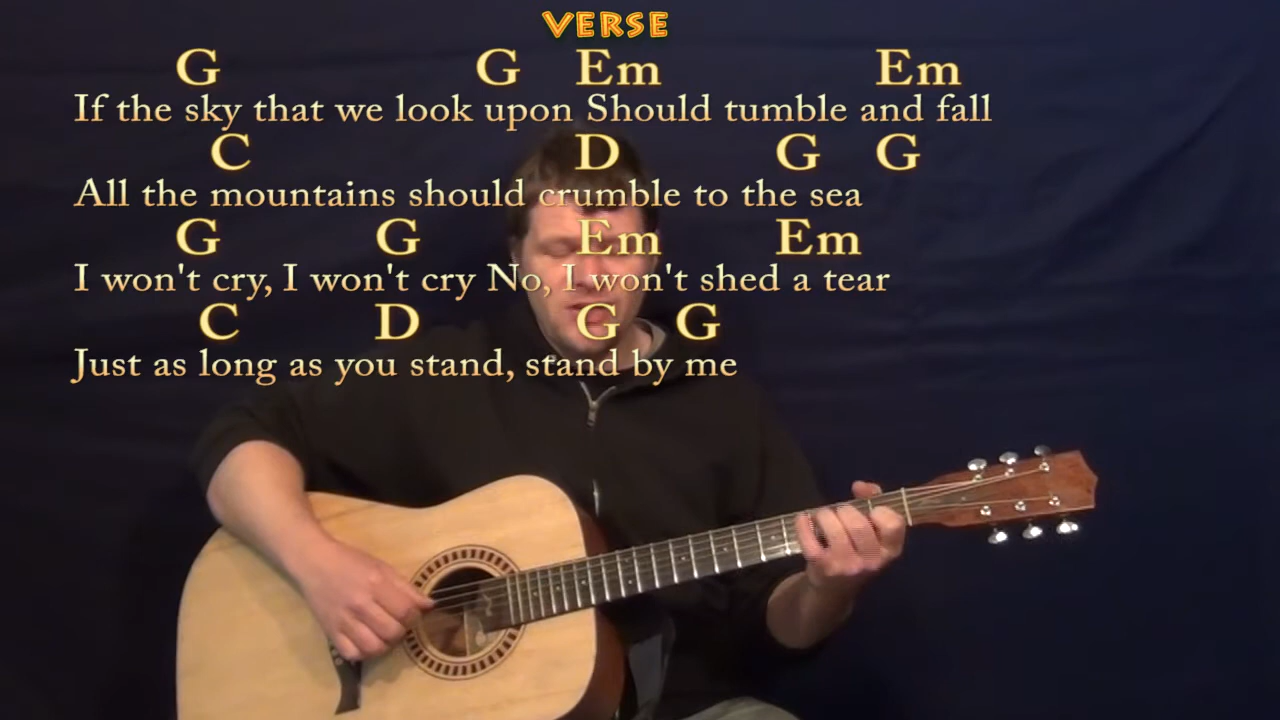 VERSE
G G Em Em
If the sky that we look upon Should tumble and fall
C D G G
All the mountains should crumble to the sea
G G Em Em
I won't cry, I won't cry No, I won't shed a tear
C D G G
Just as long as you stand, stand by me